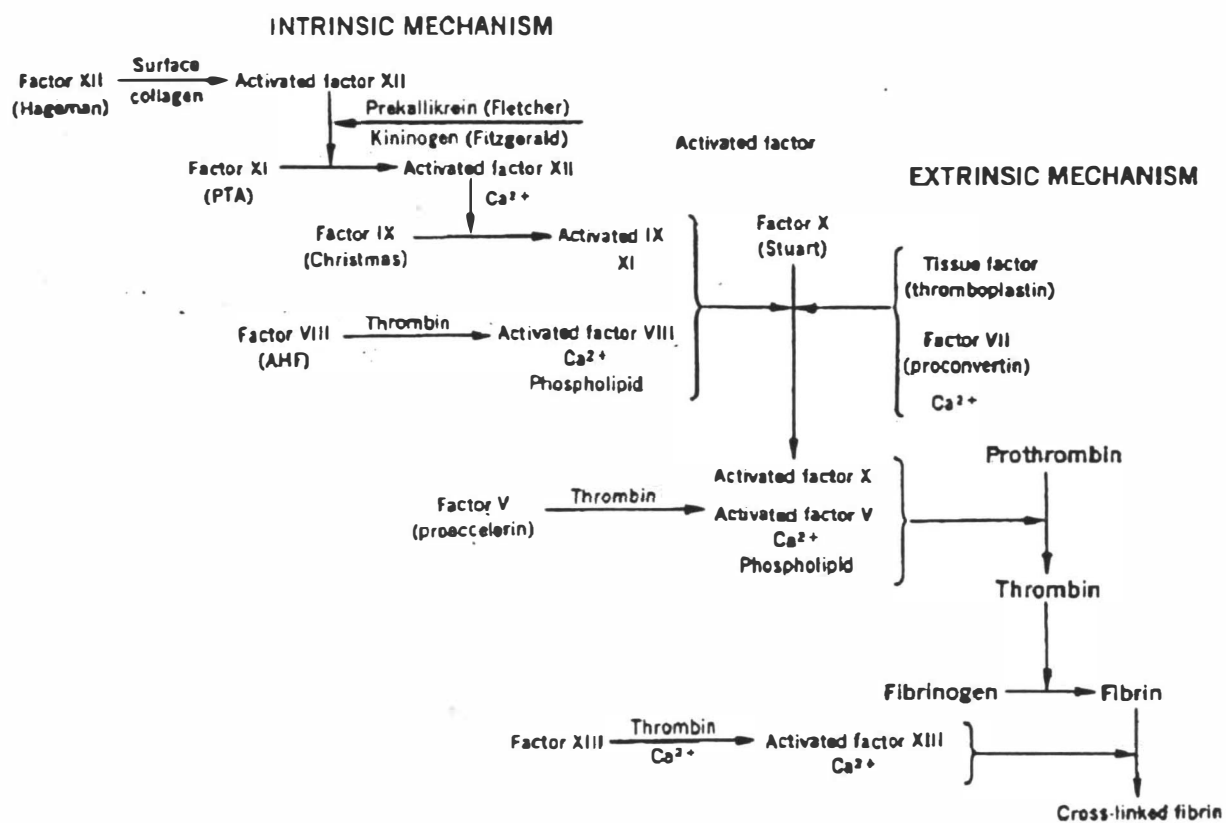 INTRINSIC MECHANISM
Factor XII
(Hageman)
Surface
collagen
Activated factor XII
Prekallikrein (Fletcher)
Kininogen (Fitzgerald)
Factor XI
(PTA)
Activated factor XII
Ca²⁺
Activated factor
EXTRINSIC MECHANISM
Factor IX
(Christmas)
Activated IX
XI
Factor X
(Stuart)
Tissue factor
(thromboplastin)
Factor VII
(proconvertin)
Ca²⁺
Factor VIII
(AHF)
Thrombin
Activated factor VIII
Ca²⁺
Phospholipid
Prothrombin
Factor V
(proaccelerin)
Thrombin
Activated factor X
Activated factor V
Ca²⁺
Phospholipid
Thrombin
Fibrinogen
Fibrin
Factor XIII
Thrombin
Ca²⁺
Activated factor XIII
Ca²⁺
Cross-linked fibrin